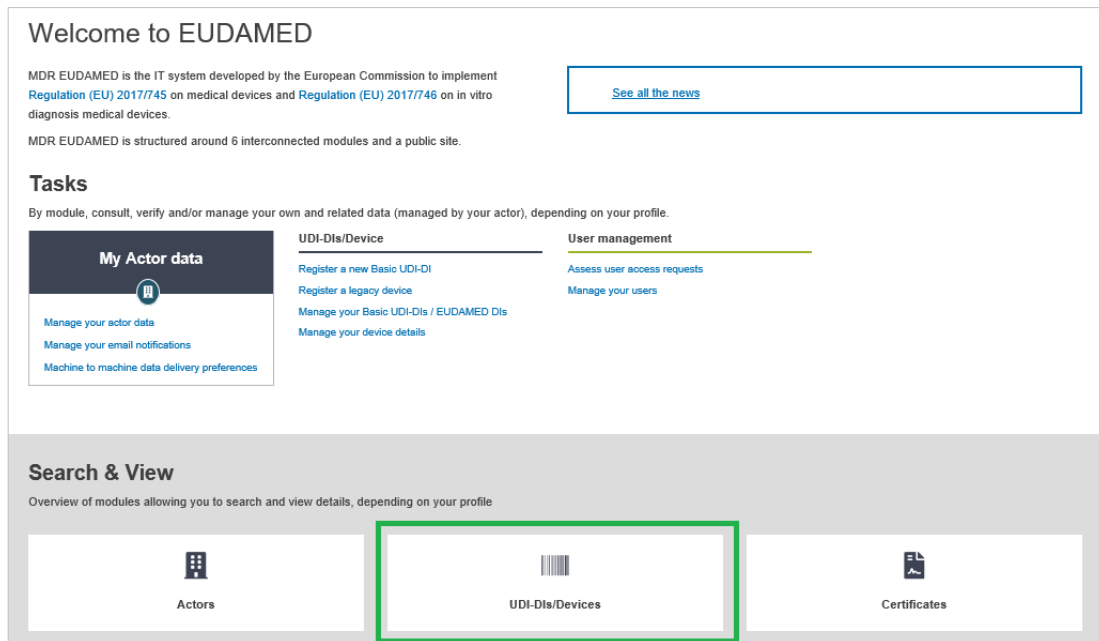 Welcome to EUDAMED
MDR EUDAMED is the IT system developed by the European Commission to implement
Regulation (EU) 2017/745 on medical devices and Regulation (EU) 2017/746 on in vitro
diagnosis medical devices.
MDR EUDAMED is structured around 6 interconnected modules and a public site.
See all the news
Tasks
By module, consult, verify and/or manage your own and related data (managed by your actor), depending on your profile.
My Actor data
Manage your actor data
Manage your email notifications
Machine to machine data delivery preferences
UDI-DIs/Device
Register a new Basic UDI-DI
Register a legacy device
Manage your Basic UDI-DIs / EUDAMED DIs
Manage your device details
User management
Assess user access requests
Manage your users
Search & View
Overview of modules allowing you to search and view details, depending on your profile
Actors
UDI-DIs/Devices
Certificates